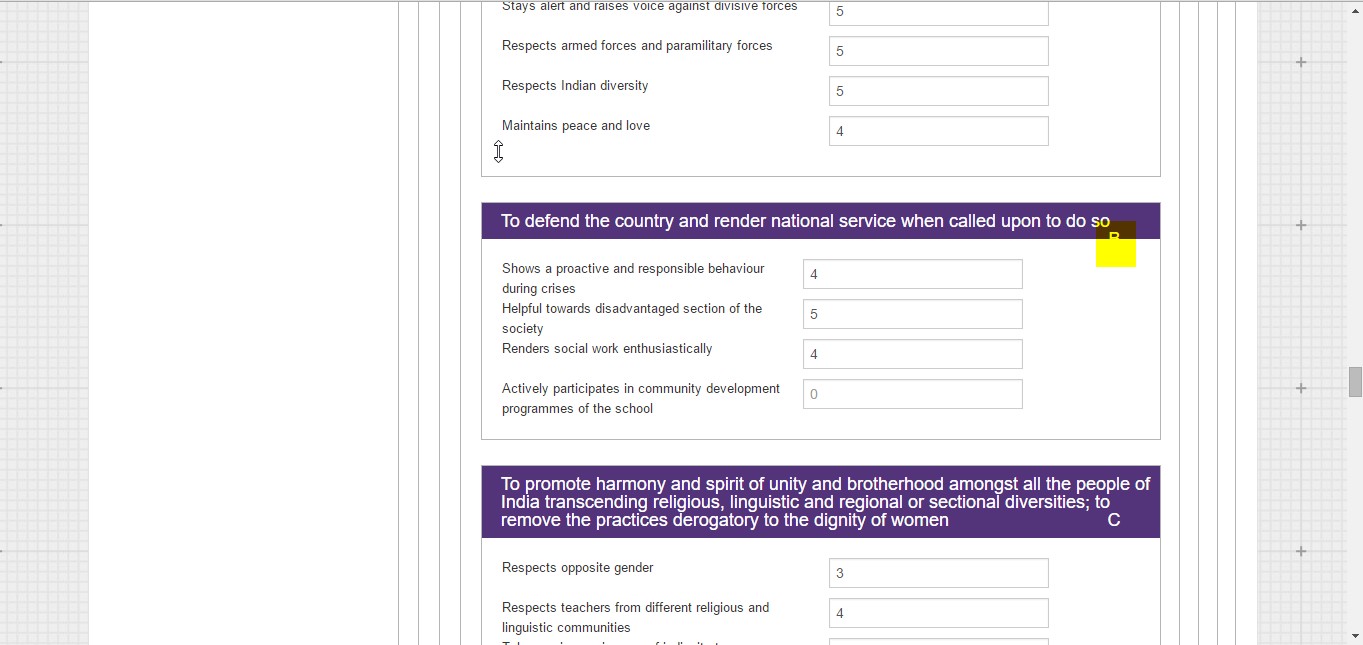 Stays alert and raises voice against divisive forces
5
Respects armed forces and paramilitary forces
5
Respects Indian diversity
5
Maintains peace and love
4
To defend the country and render national service when called upon to do so
B
Shows a proactive and responsible behaviour
during crises
4
Helpful towards disadvantaged section of the
society
5
Renders social work enthusiastically
4
Actively participates in community development
programmes of the school
0
To promote harmony and spirit of unity and brotherhood amongst all the people of
India transcending religious, linguistic and regional or sectional diversities; to
remove the practices derogatory to the dignity of women C
Respects opposite gender
3
Respects teachers from different religious and
linguistic communities
4